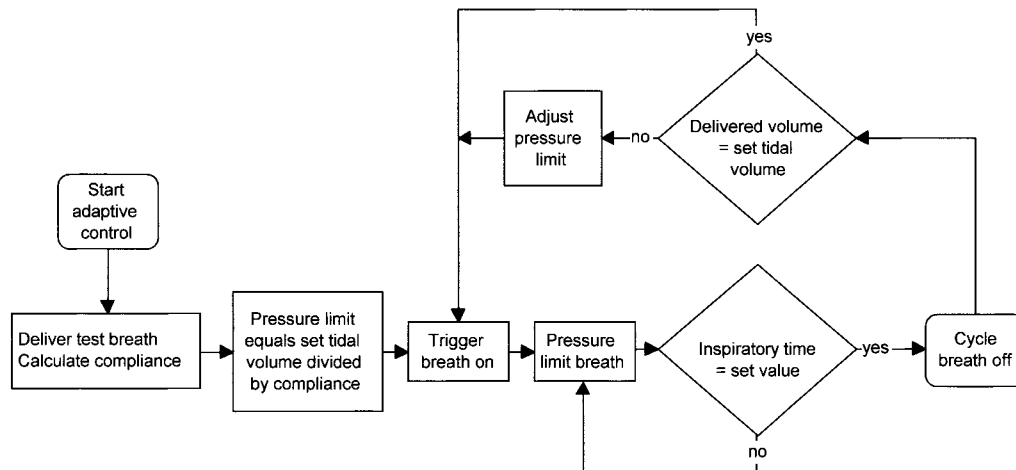 Start
adaptive
control
Deliver test breath
Calculate compliance
Pressure limit
equals set tidal
volume divided
by compliance
Trigger
breath on
Pressure
limit breath
Inspiratory time
= set value
yes
no
Cycle
breath off
Delivered volume
= set tidal
volume
yes
no
Adjust
pressure
limit